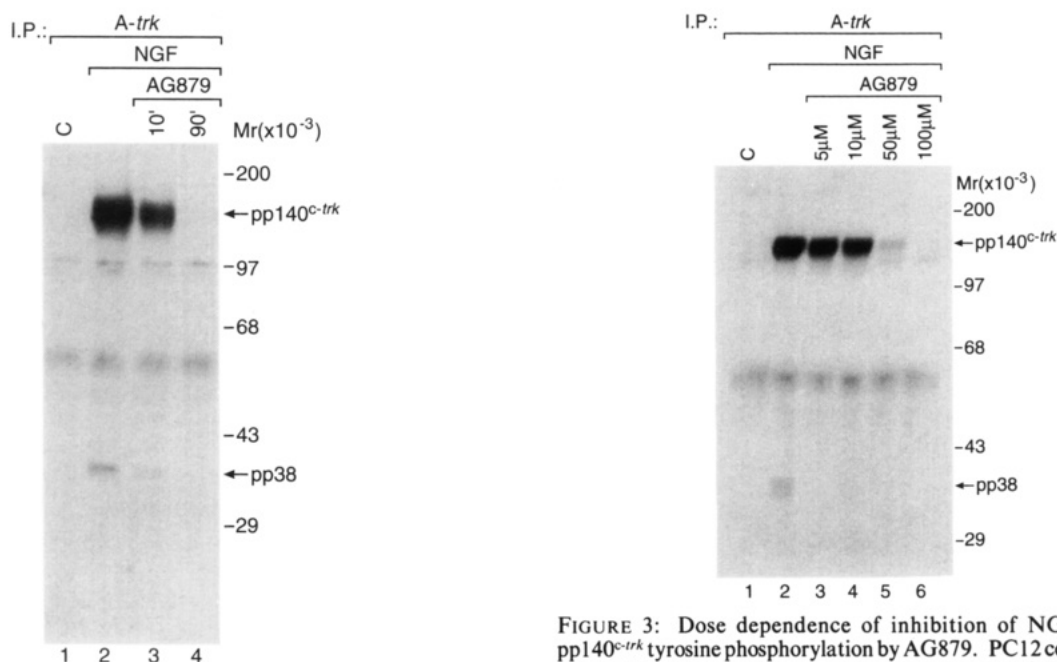 I.P.: A-trk
NGF
AG879
C 10' 90' Mr(x10⁻³)
-200
←pp140ᶜ⁻ᵗʳᵏ
-97
-68
-43
←pp38
-29
1 2 3 4
I.P.: A-trk
NGF
AG879
C 5μM 10μM 50μM 100μM
Mr(x10⁻³)
-200
←pp140ᶜ⁻ᵗʳᵏ
-97
-68
-43
←pp38
-29
1 2 3 4 5 6
FIGURE 3: Dose dependence of inhibition of NG
pp140ᶜ⁻ᵗʳᵏ tyrosine phosphorylation by AG879. PC12 ce